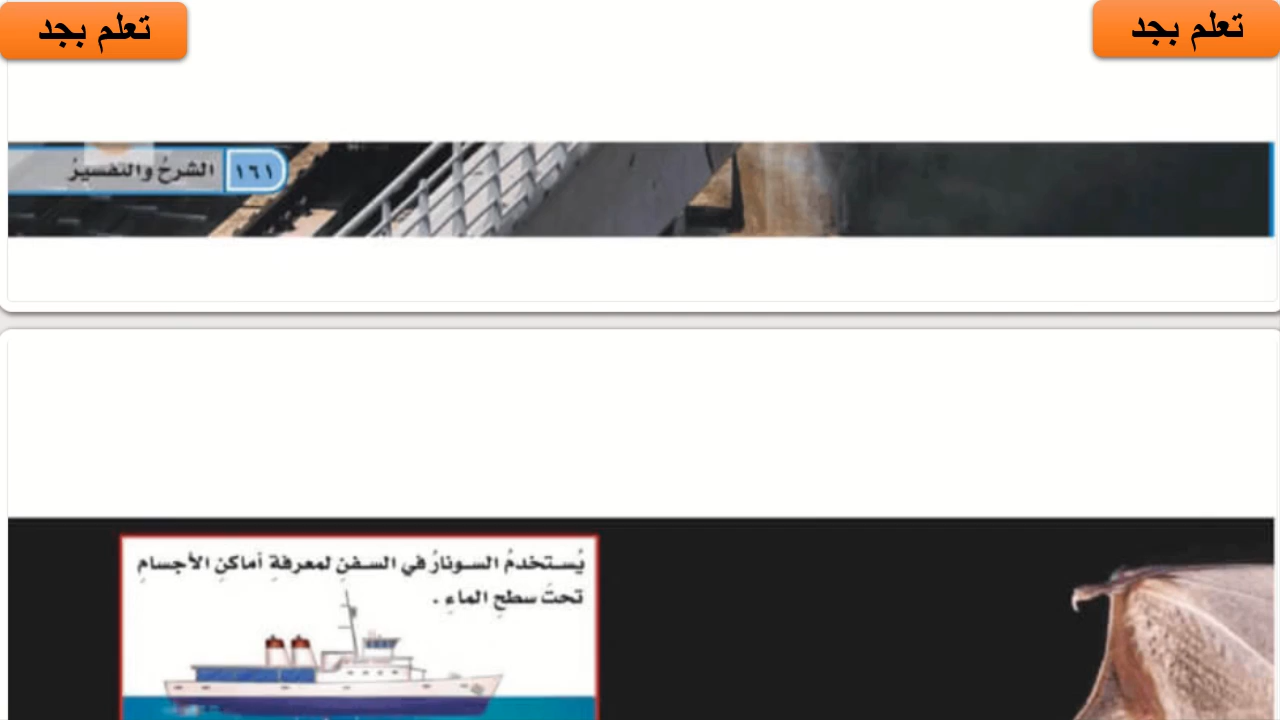 تعلم بجد
تعلم بجد
١٦١ الشرحُ والتفسيرُ
يُستخدمُ السونارُ في السفنِ لمعرفةِ أماكنِ الأجسامِ
تحتَ سطحِ الماءِ .